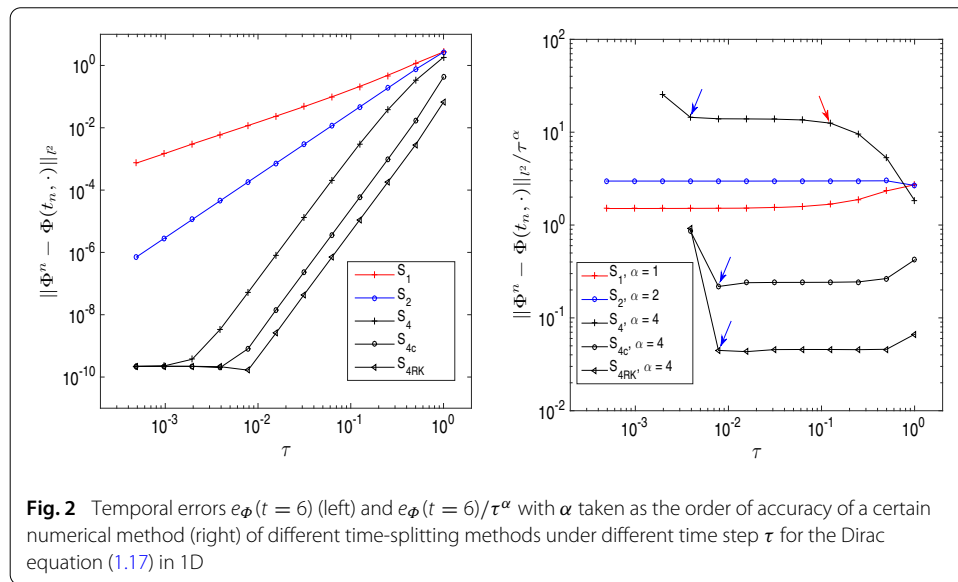 10^0
10^-2
10^-4
10^-6
10^-8
10^-10
‖Φ^n − Φ(t_n, ·)‖_{l^2}
10^-3 10^-2 10^-1 10^0
τ
S_1
S_2
S_4
S_4c
S_4RK
10^2
10^1
10^0
10^-1
10^-2
‖Φ^n − Φ(t_n, ·)‖_{l^2}/τ^α
10^-3 10^-2 10^-1 10^0
τ
S_1, α = 1
S_2, α = 2
S_4, α = 4
S_4c, α = 4
S_4RK, α = 4
Fig. 2 Temporal errors e_Φ(t = 6) (left) and e_Φ(t = 6)/τ^α with α taken as the order of accuracy of a certain
numerical method (right) of different time-splitting methods under different time step τ for the Dirac
equation (1.17) in 1D